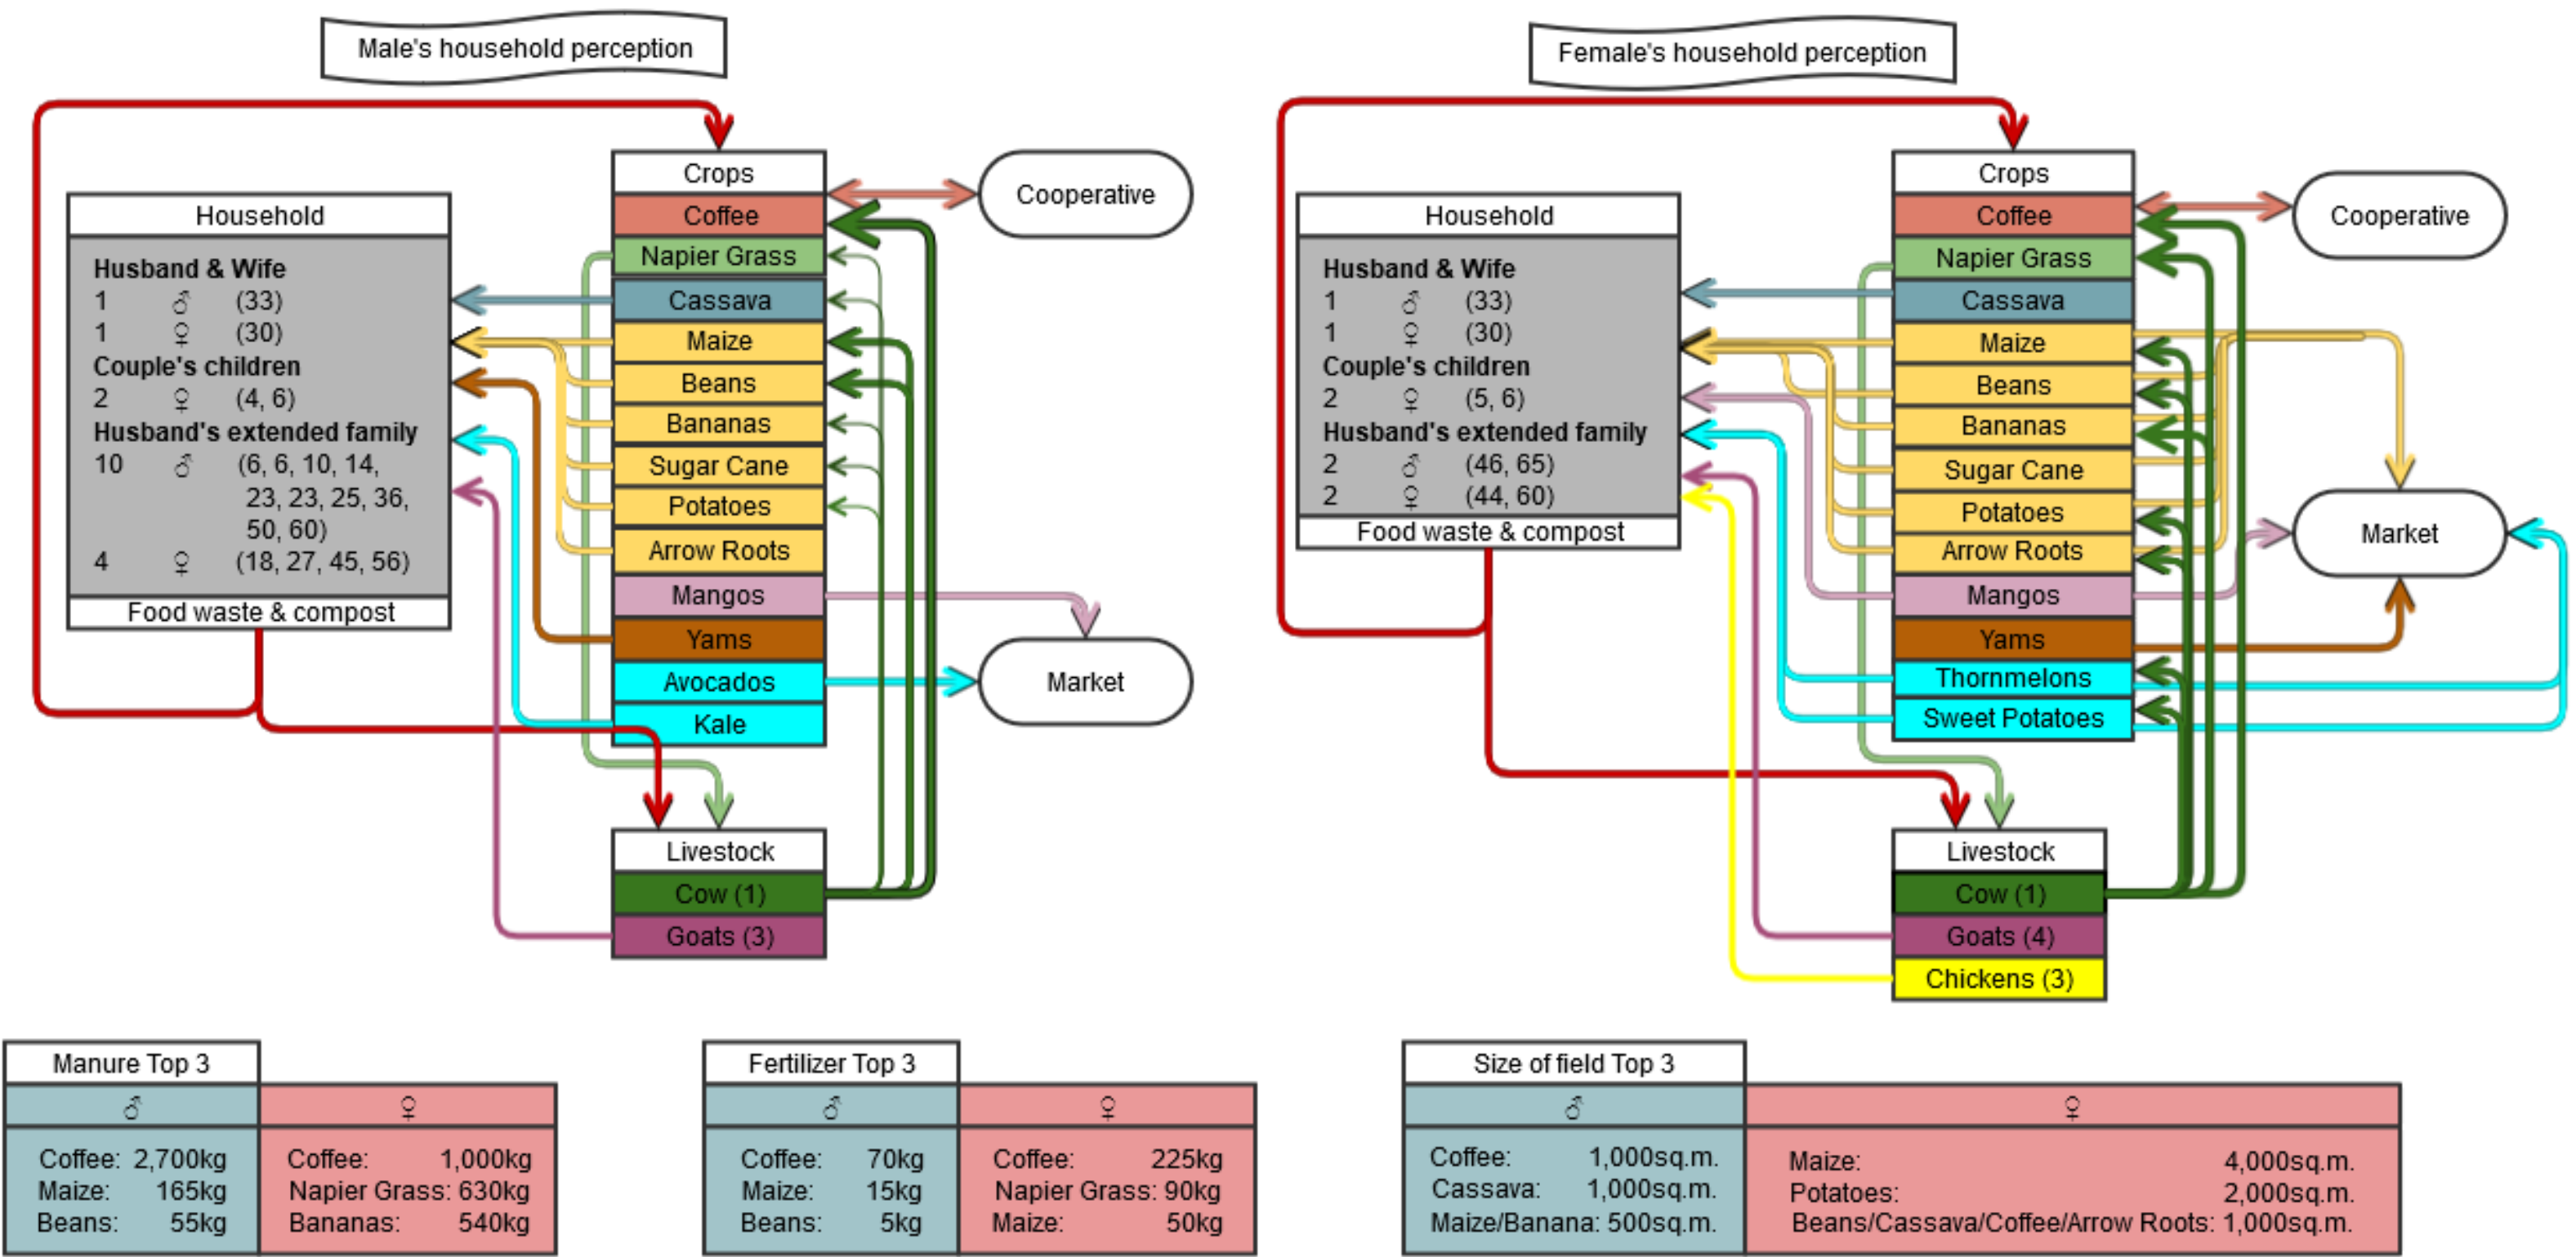 Male's household perception
Crops
Coffee
Napier Grass
Cassava
Maize
Beans
Bananas
Sugar Cane
Potatoes
Arrow Roots
Mangos
Yams
Avocados
Kale
Cooperative
Market
Household
Husband & Wife
1 ♂ (33)
1 ♀ (30)
Couple's children
2 ♀ (4, 6)
Husband's extended family
10 ♂ (6, 6, 10, 14,
23, 23, 25, 36,
50, 60)
4 ♀ (18, 27, 45, 56)
Food waste & compost
Livestock
Cow (1)
Goats (3)
Female's household perception
Crops
Coffee
Napier Grass
Cassava
Maize
Beans
Bananas
Sugar Cane
Potatoes
Arrow Roots
Mangos
Yams
Thornmelons
Sweet Potatoes
Cooperative
Market
Household
Husband & Wife
1 ♂ (33)
1 ♀ (30)
Couple's children
2 ♀ (5, 6)
Husband's extended family
2 ♂ (46, 65)
2 ♀ (44, 60)
Food waste & compost
Livestock
Cow (1)
Goats (4)
Chickens (3)
Manure Top 3
♂
Coffee: 2,700kg
Maize: 165kg
Beans: 55kg
♀
Coffee: 1,000kg
Napier Grass: 630kg
Bananas: 540kg
Fertilizer Top 3
♂
Coffee: 70kg
Maize: 15kg
Beans: 5kg
♀
Coffee: 225kg
Napier Grass: 90kg
Maize: 50kg
Size of field Top 3
♂
Coffee: 1,000sq.m.
Cassava: 1,000sq.m.
Maize/Banana: 500sq.m.
♀
Maize: 4,000sq.m.
Potatoes: 2,000sq.m.
Beans/Cassava/Coffee/Arrow Roots: 1,000sq.m.